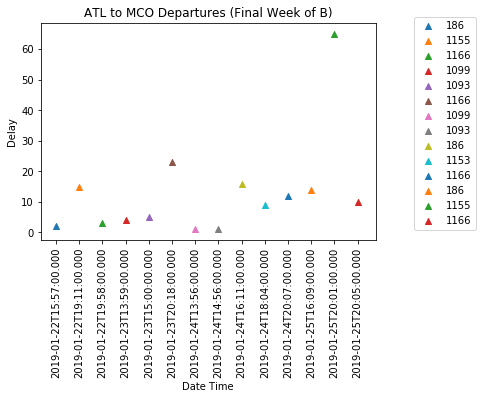 ATL to MCO Departures (Final Week of B)
Delay
60
50
40
30
20
10
0
2019-01-22T15:57:00.000
2019-01-22T19:11:00.000
2019-01-22T19:58:00.000
2019-01-23T13:59:00.000
2019-01-23T15:00:00.000
2019-01-23T20:18:00.000
2019-01-24T13:56:00.000
2019-01-24T14:56:00.000
2019-01-24T16:11:00.000
2019-01-24T18:04:00.000
2019-01-24T20:07:00.000
2019-01-25T16:09:00.000
2019-01-25T20:01:00.000
2019-01-25T20:05:00.000
Date Time
186
1155
1166
1099
1093
1166
1099
1093
186
1153
1166
186
1155
1166